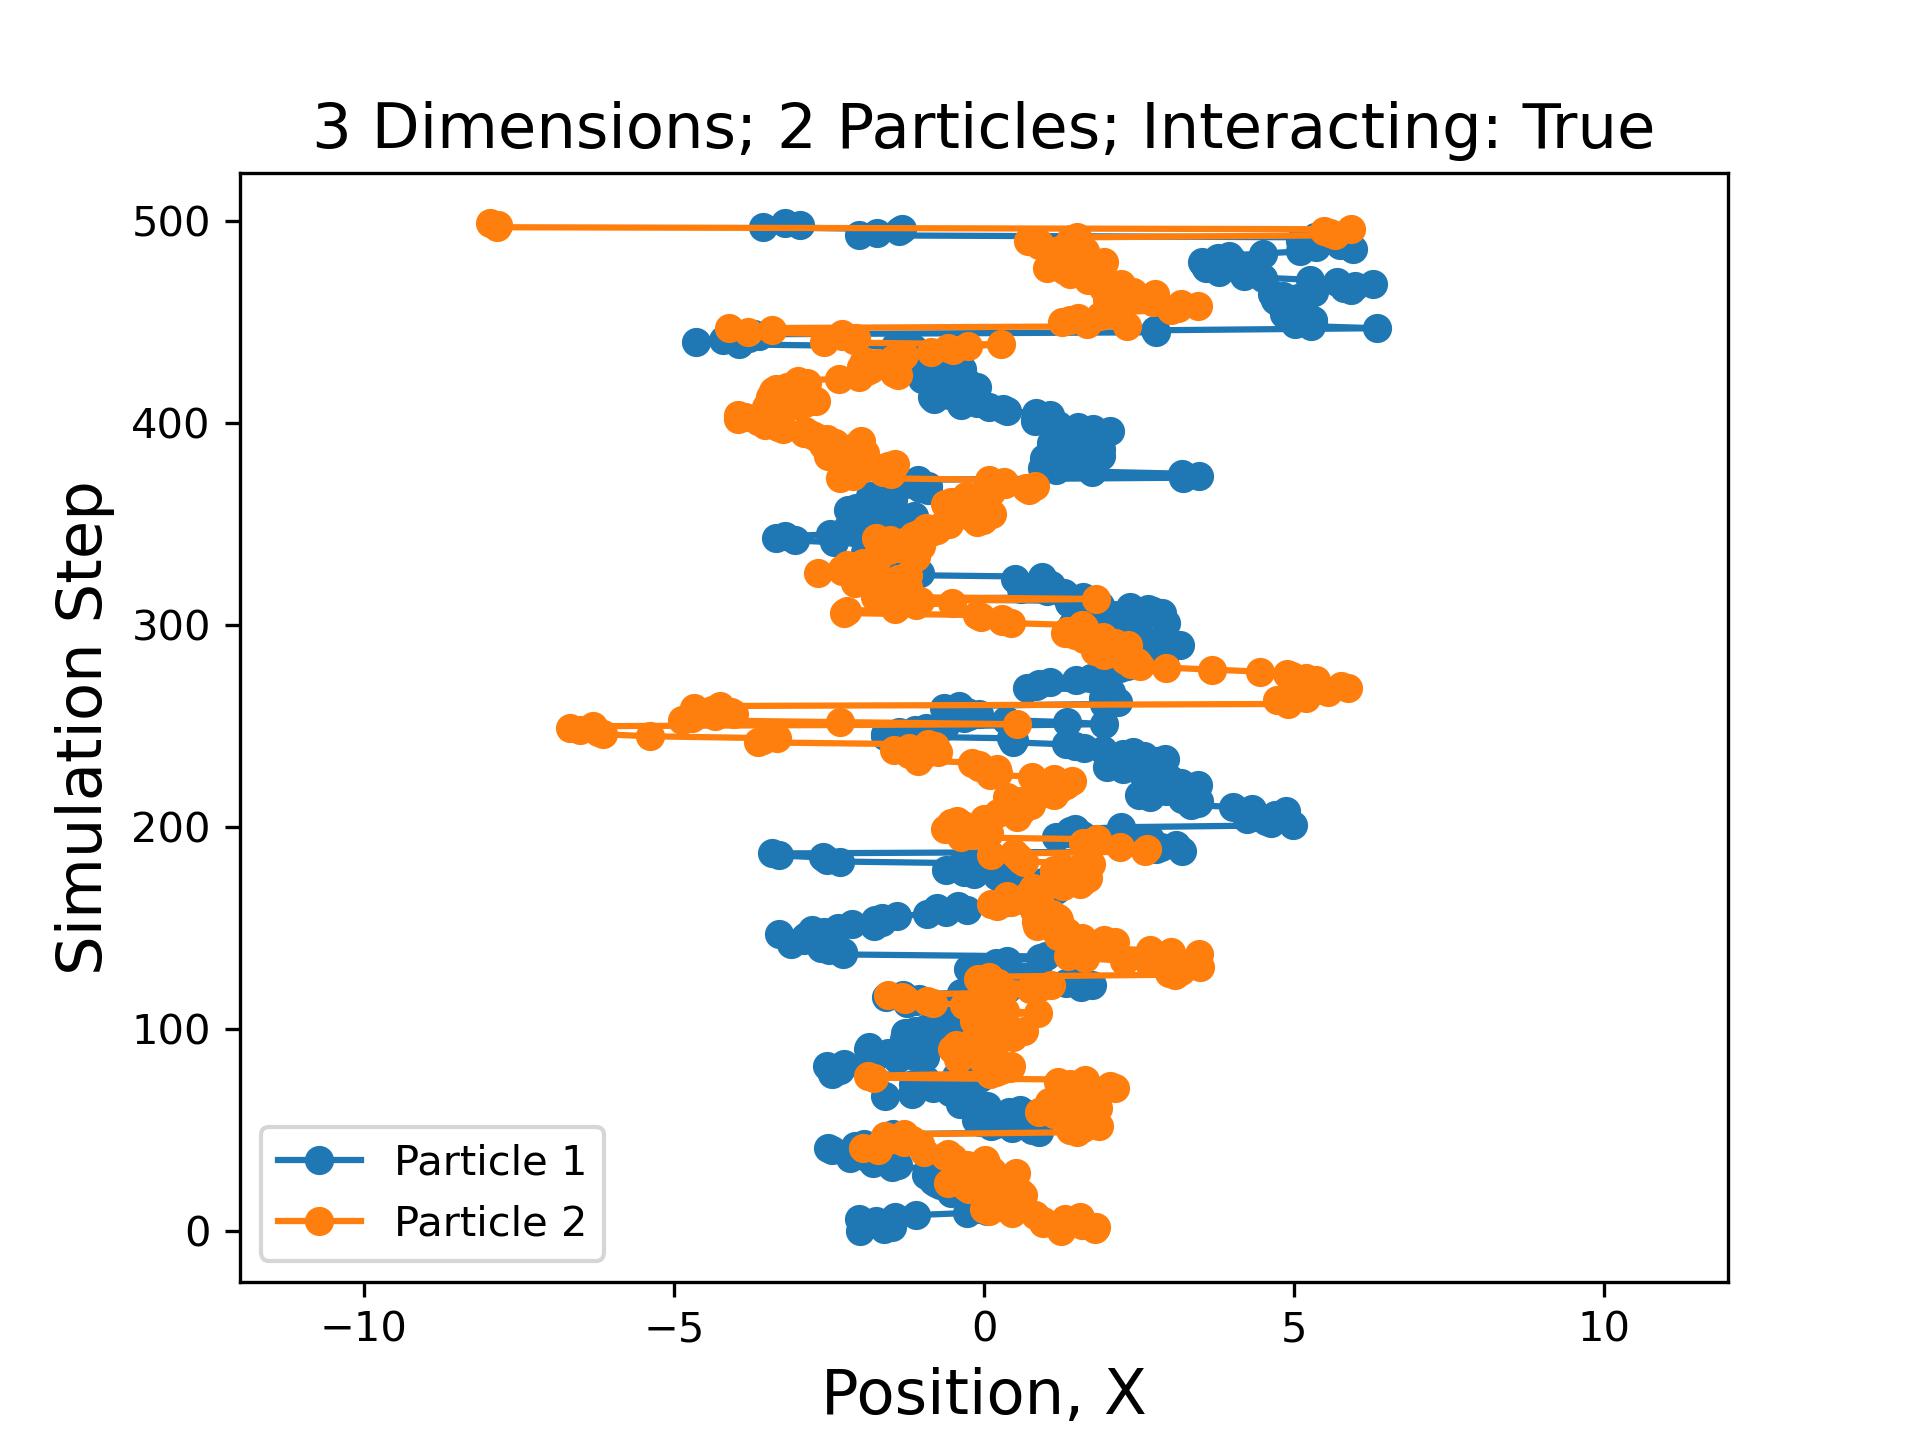 3 Dimensions; 2 Particles; Interacting: True
500
400
300
200
100
0
Simulation Step
Particle 1
Particle 2
−10
−5
0
5
10
Position, X